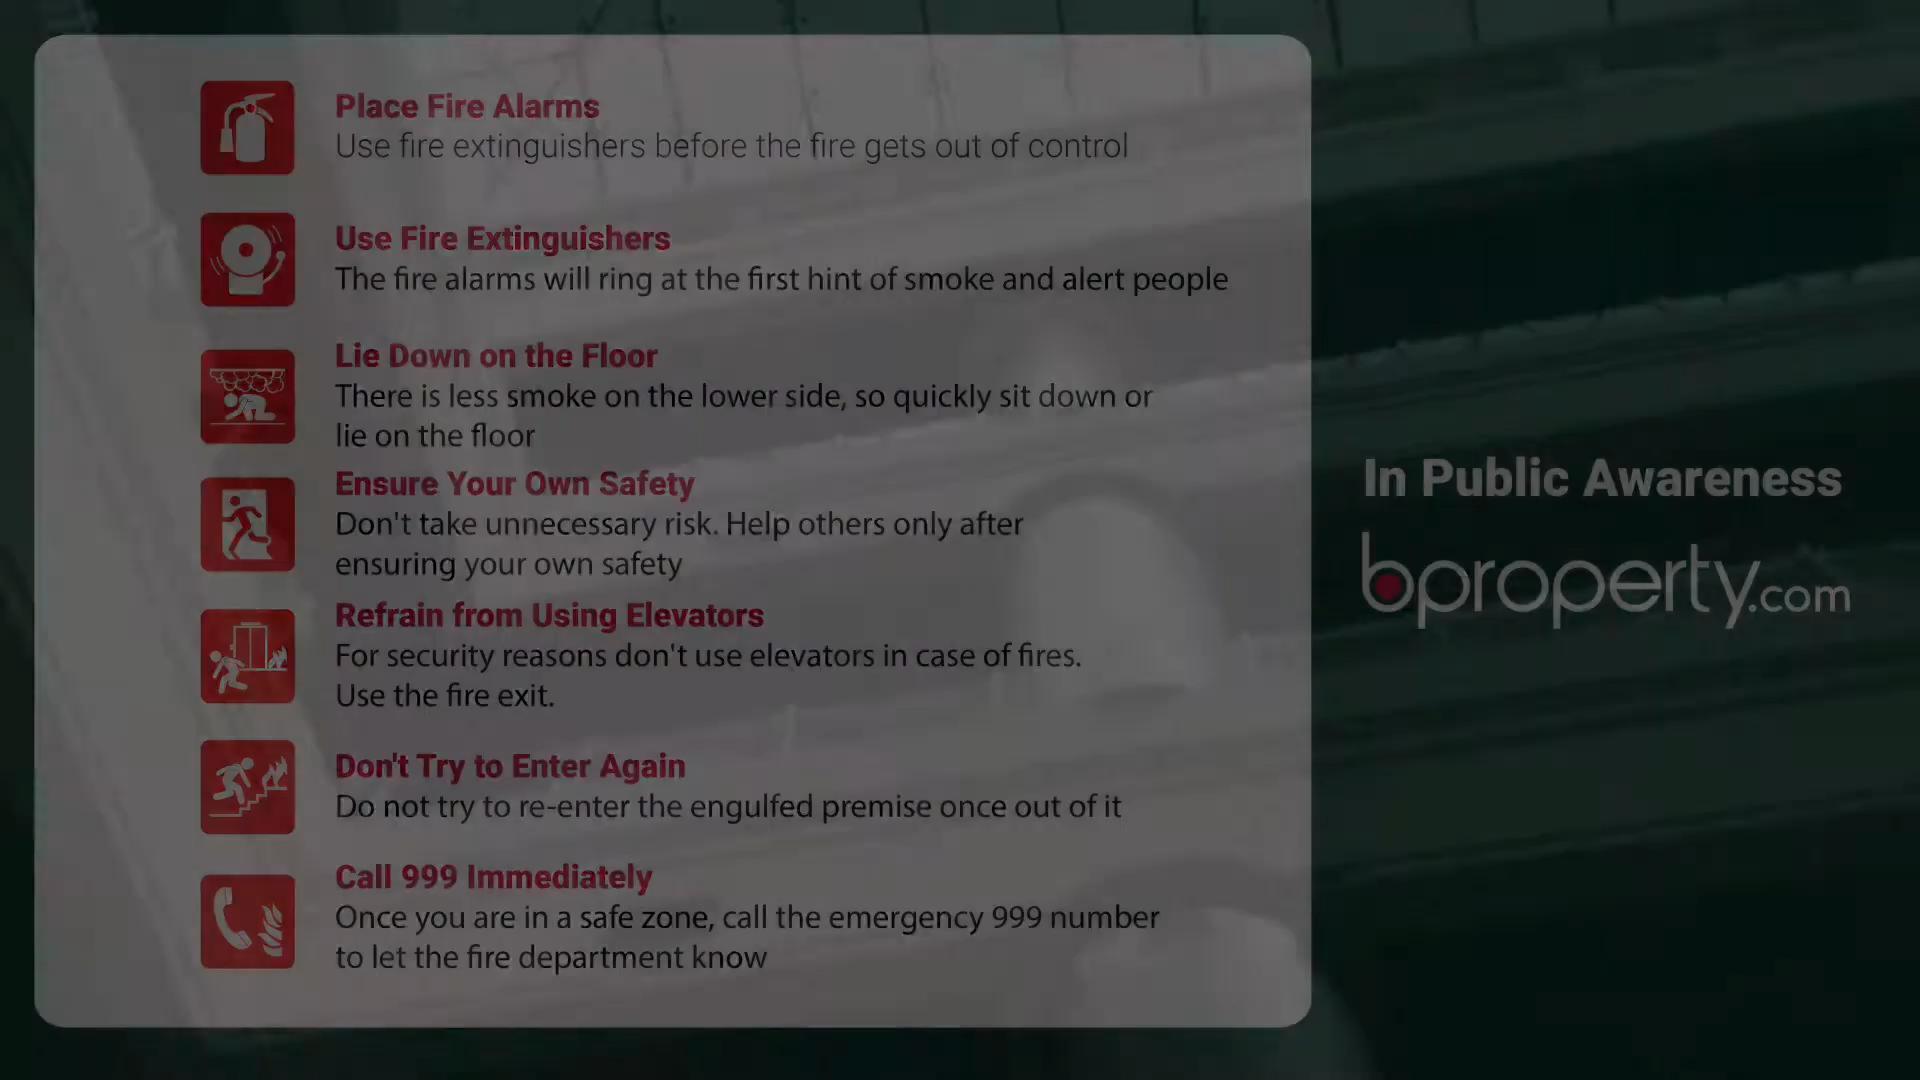 Place Fire Alarms
Use fire extinguishers before the fire gets out of control
Use Fire Extinguishers
The fire alarms will ring at the first hint of smoke and alert people
Lie Down on the Floor
There is less smoke on the lower side, so quickly sit down or
lie on the floor
Ensure Your Own Safety
Don't take unnecessary risk. Help others only after
ensuring your own safety
Refrain from Using Elevators
For security reasons don't use elevators in case of fires.
Use the fire exit.
Don't Try to Enter Again
Do not try to re-enter the engulfed premise once out of it
Call 999 Immediately
Once you are in a safe zone, call the emergency 999 number
to let the fire department know
In Public Awareness
bproperty.com